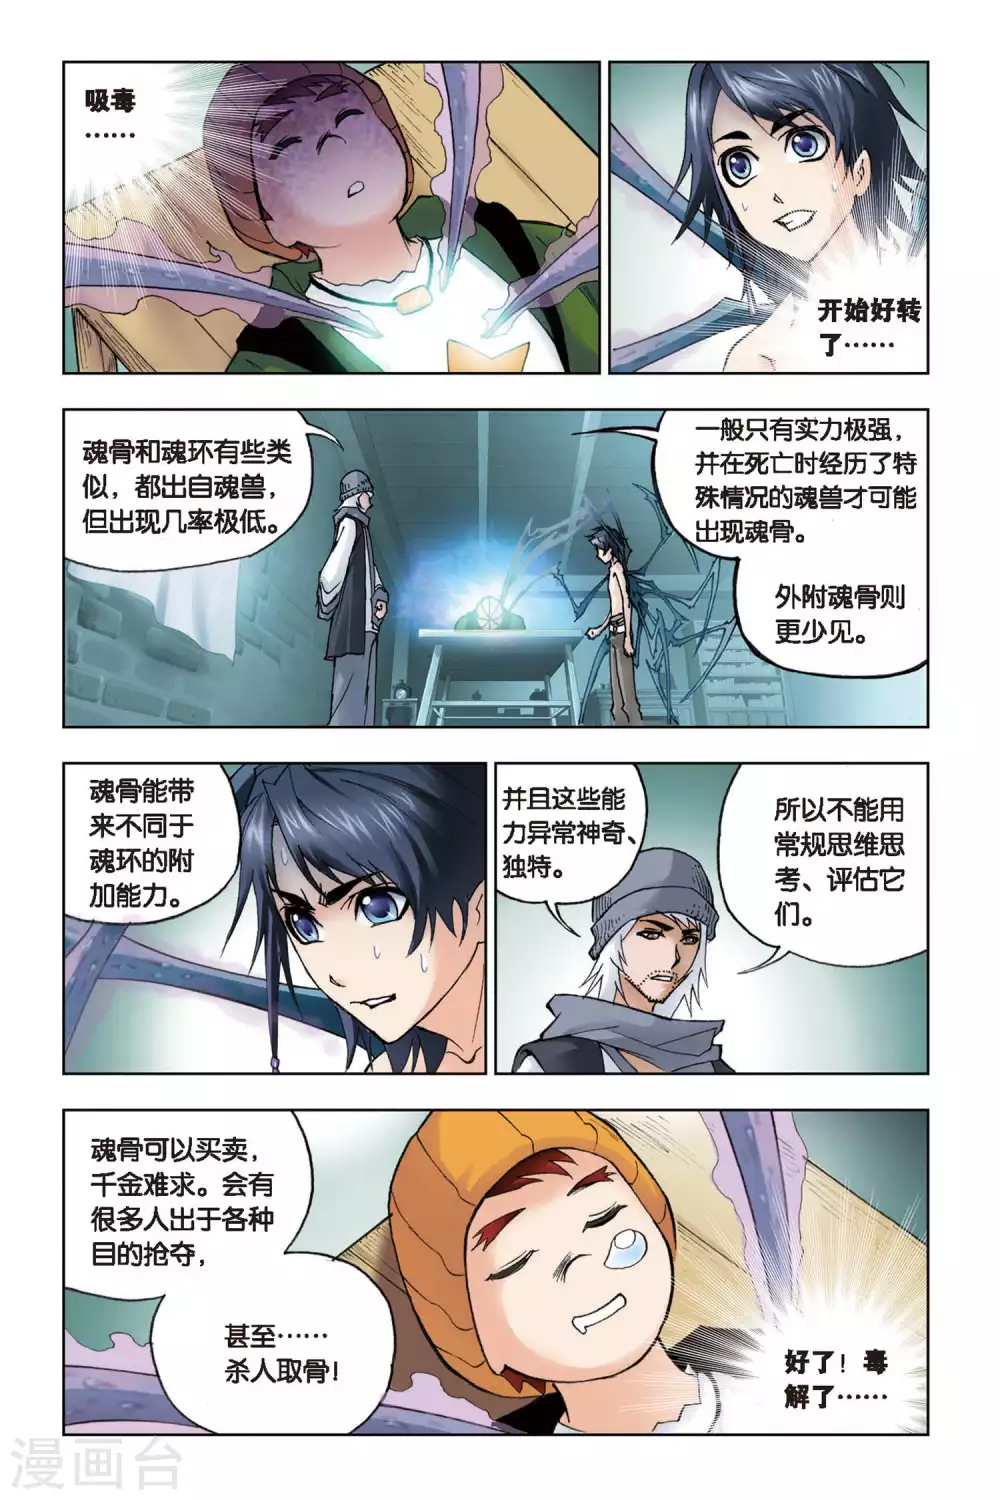 吸毒
……
开始好转
了……
魂骨和魂环有些类
似，都出自魂兽，
但出现几率极低。
一般只有实力极强，
并在死亡时经历了特
殊情况的魂兽才可能
出现魂骨。
外附魂骨则
更少见。
魂骨能带
来不同于
魂环的附
加能力。
并且这些能
力异常神奇、
独特。
所以不能用
常规思维思
考、评估它
们。
魂骨可以买卖，
千金难求。会有
很多人出于各种
目的抢夺，
甚至……
杀人取骨！
好了！毒
解了……
漫画台